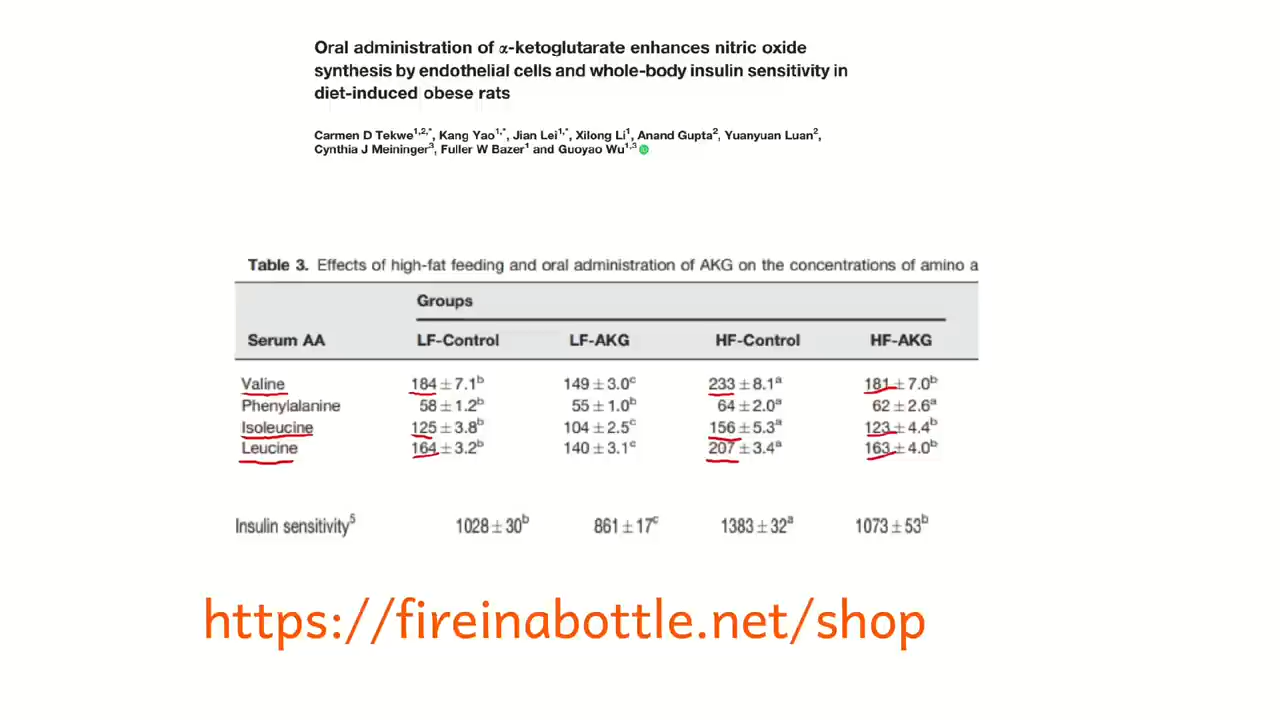 Oral administration of α-ketoglutarate enhances nitric oxide
synthesis by endothelial cells and whole-body insulin sensitivity in
diet-induced obese rats
Carmen D Tekwe1,2,*, Kang Yao1,*, Jian Lei1,*, Xilong Li1, Anand Gupta2, Yuanyuan Luan2,
Cynthia J Meininger3, Fuller W Bazer1 and Guoyao Wu1,3
Table 3. Effects of high-fat feeding and oral administration of AKG on the concentrations of amino a
Groups
Serum AA LF-Control LF-AKG HF-Control HF-AKG
Valine 184±7.1b 149±3.0c 233±8.1a 181±7.0b
Phenylalanine 58±1.2b 55±1.0b 64±2.0a 62±2.6a
Isoleucine 125±3.8b 104±2.5c 156±5.3a 123±4.4b
Leucine 164±3.2b 140±3.1c 207±3.4a 163±4.0b
Insulin sensitivity5 1028±30b 861±17c 1383±32a 1073±53b
https://fireinabottle.net/shop